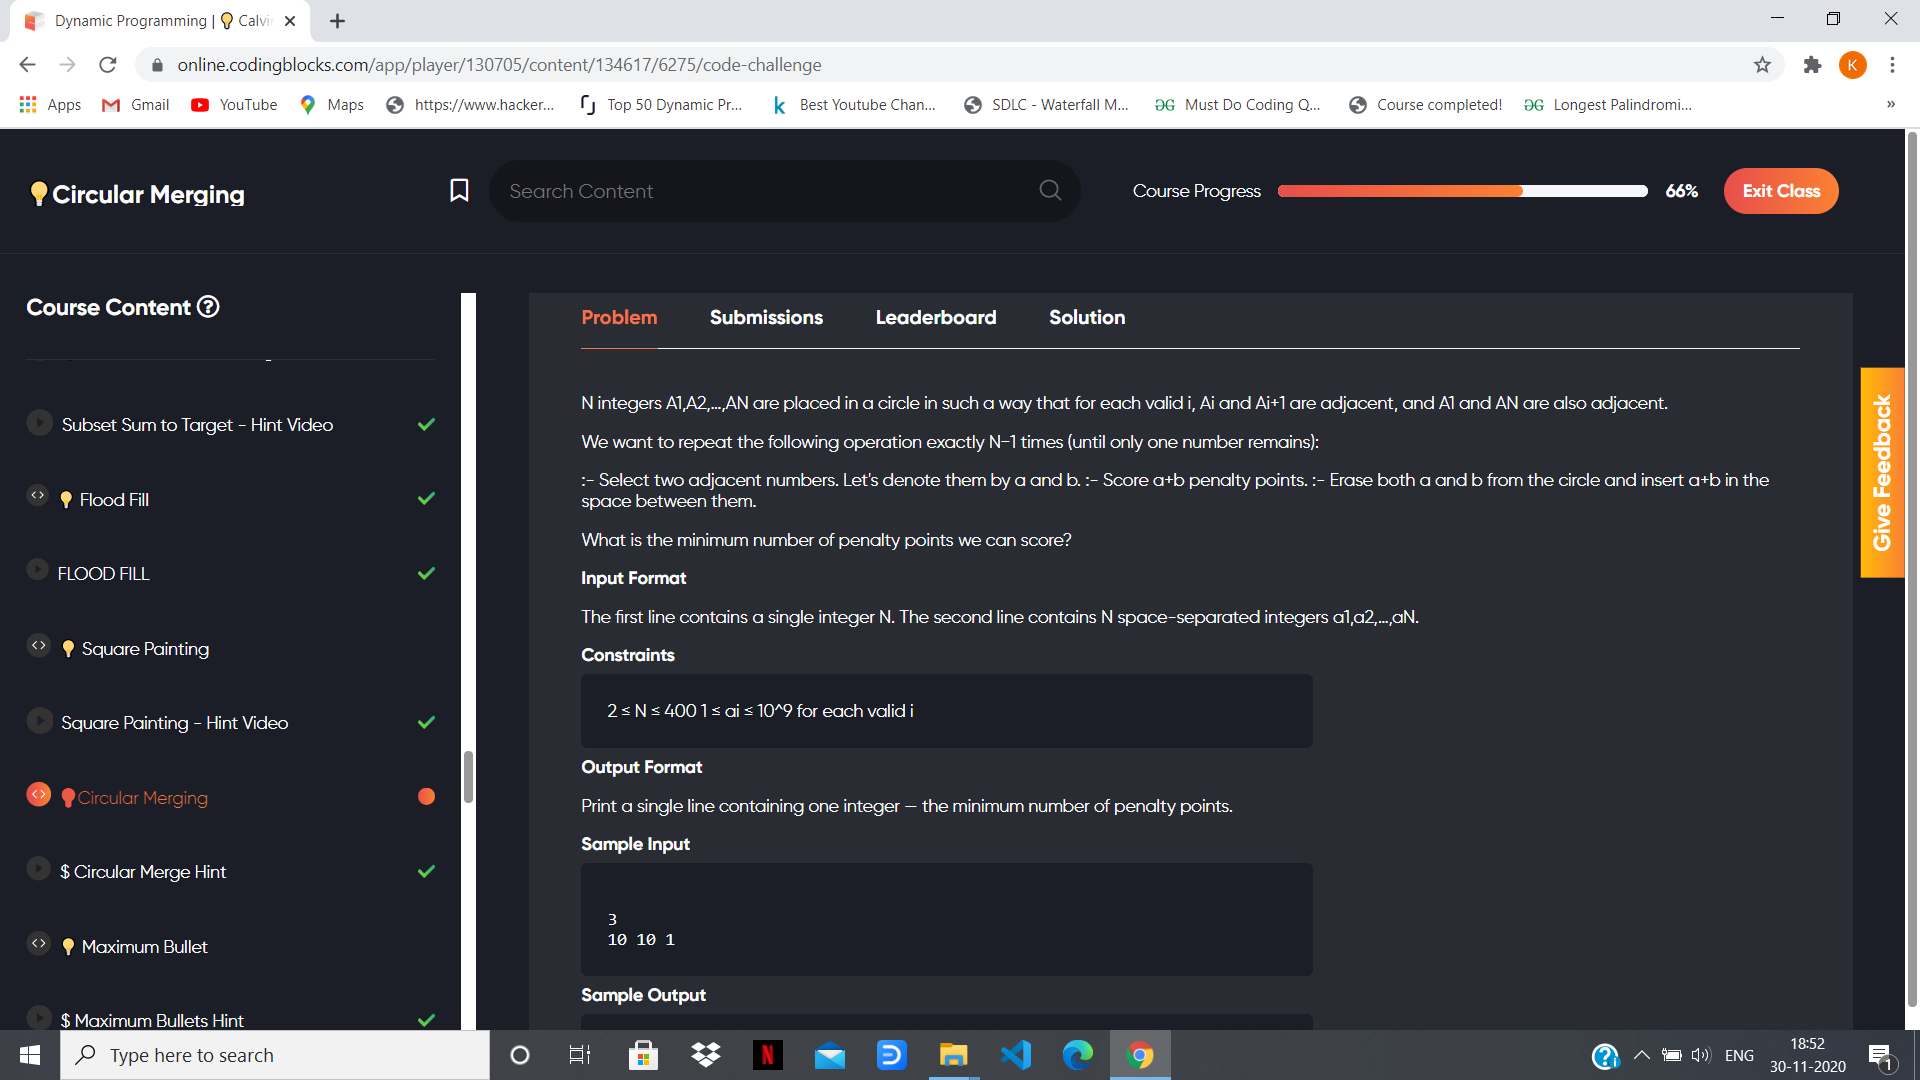 Dynamic Programming | Calvi
online.codingblocks.com/app/player/130705/content/134617/6275/code-challenge
K
Apps
Gmail
YouTube
Maps
https://www.hacker...
Top 50 Dynamic Pr...
Best Youtube Chan...
SDLC - Waterfall M...
Must Do Coding Q...
Course completed!
Longest Palindromi...
»
Circular Merging
Search Content
Course Progress
66%
Exit Class
Course Content
Subset Sum to Target - Hint Video
Flood Fill
FLOOD FILL
Square Painting
Square Painting - Hint Video
Circular Merging
$ Circular Merge Hint
Maximum Bullet
$ Maximum Bullets Hint
Problem
Submissions
Leaderboard
Solution
N integers A1,A2,…,AN are placed in a circle in such a way that for each valid i, Ai and Ai+1 are adjacent, and A1 and AN are also adjacent.
We want to repeat the following operation exactly N−1 times (until only one number remains):
:- Select two adjacent numbers. Let's denote them by a and b. :- Score a+b penalty points. :- Erase both a and b from the circle and insert a+b in the
space between them.
What is the minimum number of penalty points we can score?
Input Format
The first line contains a single integer N. The second line contains N space-separated integers a1,a2,…,aN.
Constraints
2 ≤ N ≤ 400 1 ≤ ai ≤ 10^9 for each valid i
Output Format
Print a single line containing one integer — the minimum number of penalty points.
Sample Input
3
10 10 1
Sample Output
Give Feedback
Type here to search
ENG
18:52
30-11-2020
1